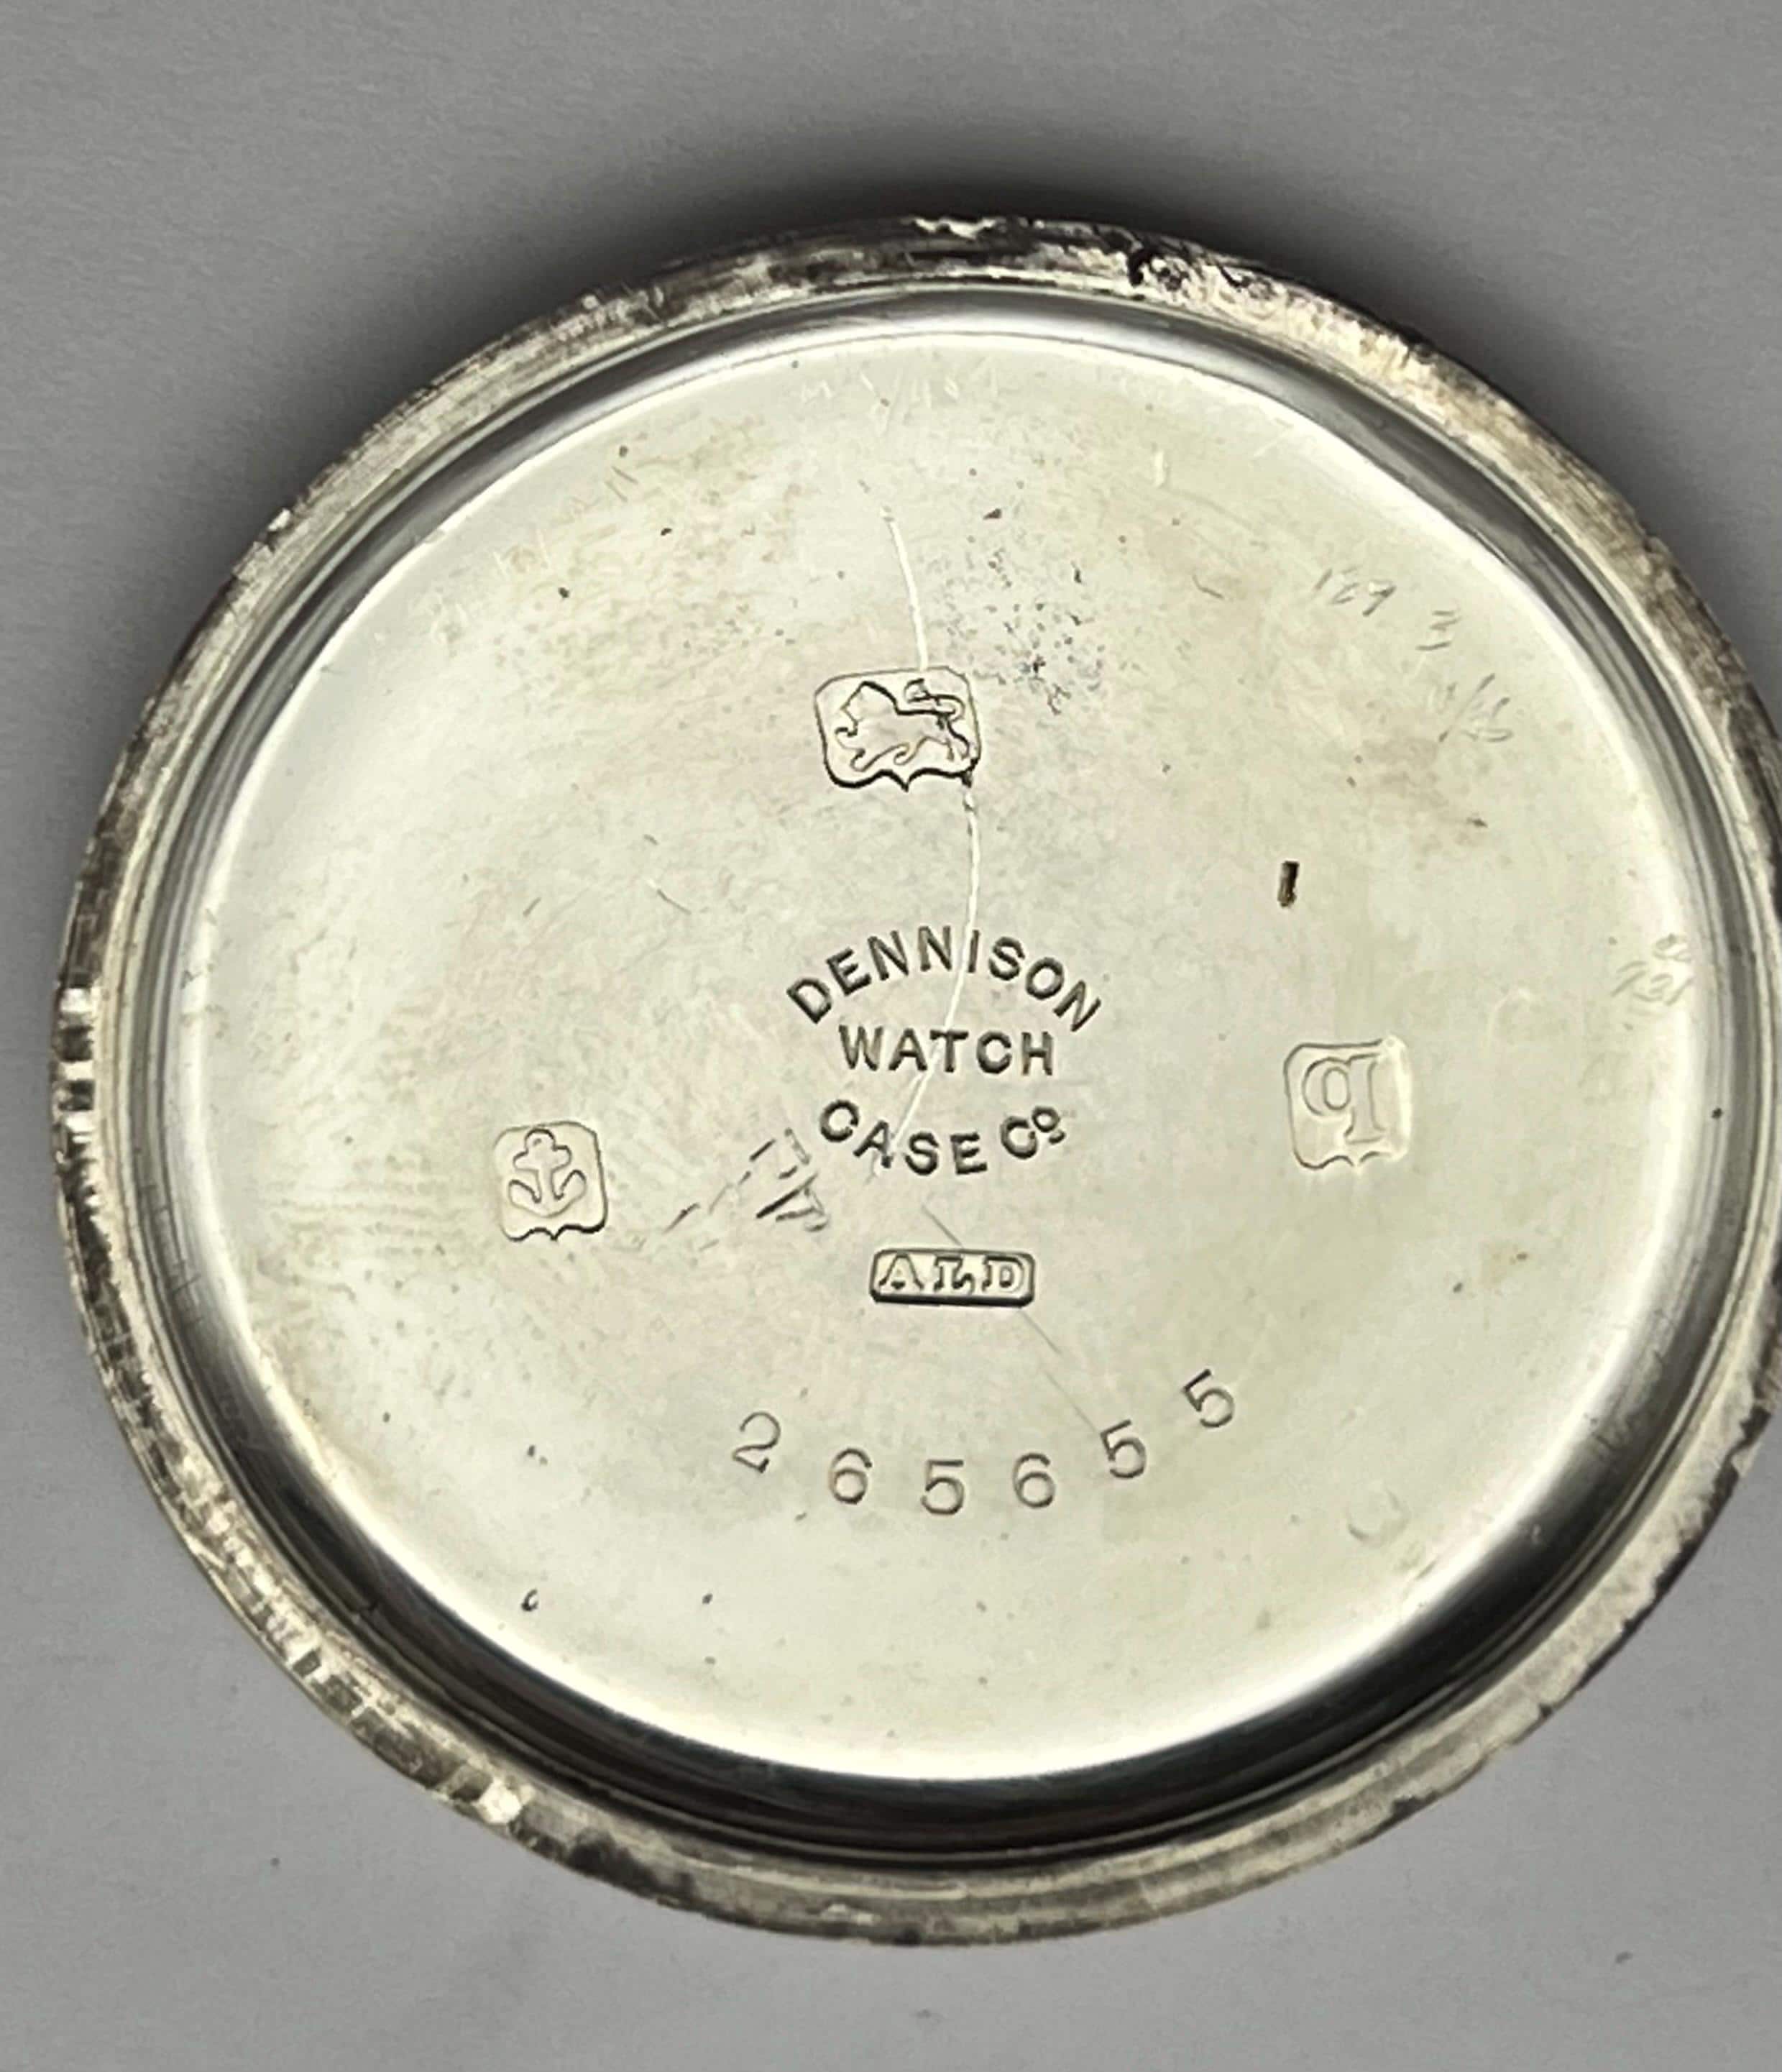 DENNISON
WATCH
CASE Co
q
ALD
265655